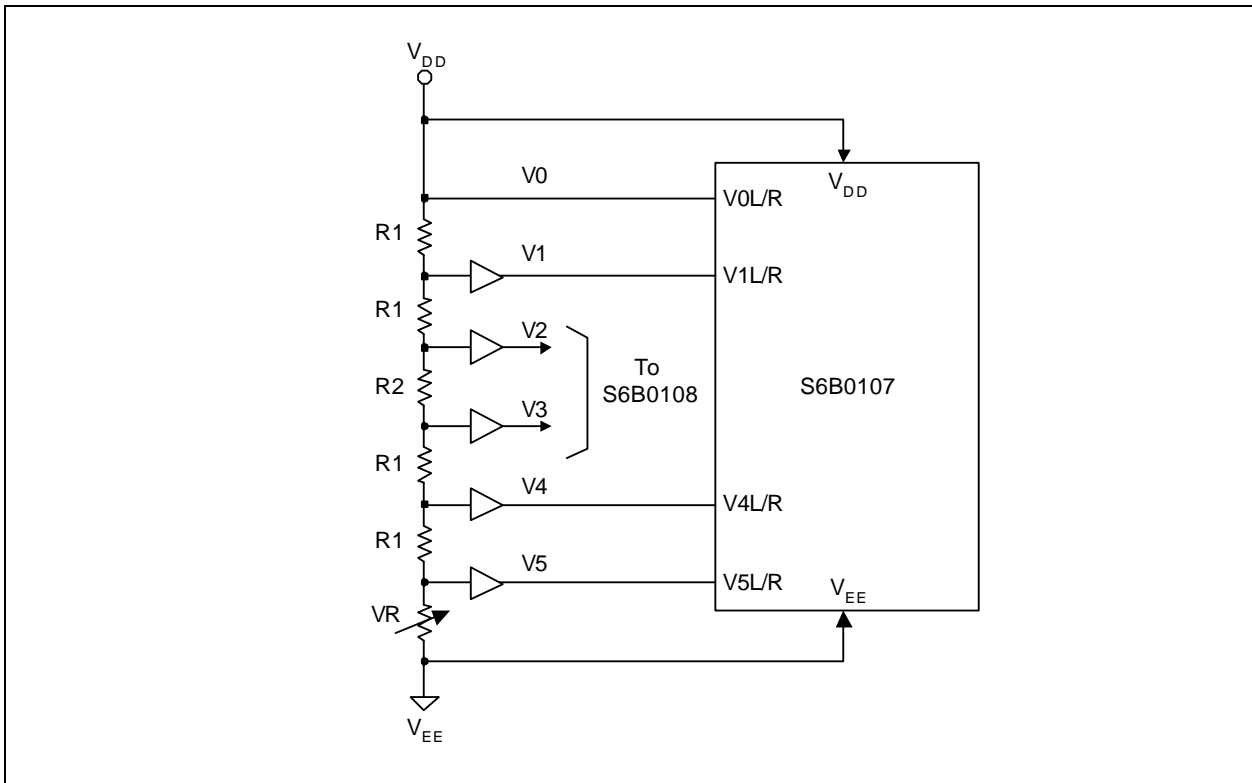 VDD
V0
V0L/R
VDD
R1
V1
V1L/R
R1
V2
To
S6B0108
S6B0107
R2
V3
R1
V4
V4L/R
R1
V5
V5L/R
VEE
VR
VEE